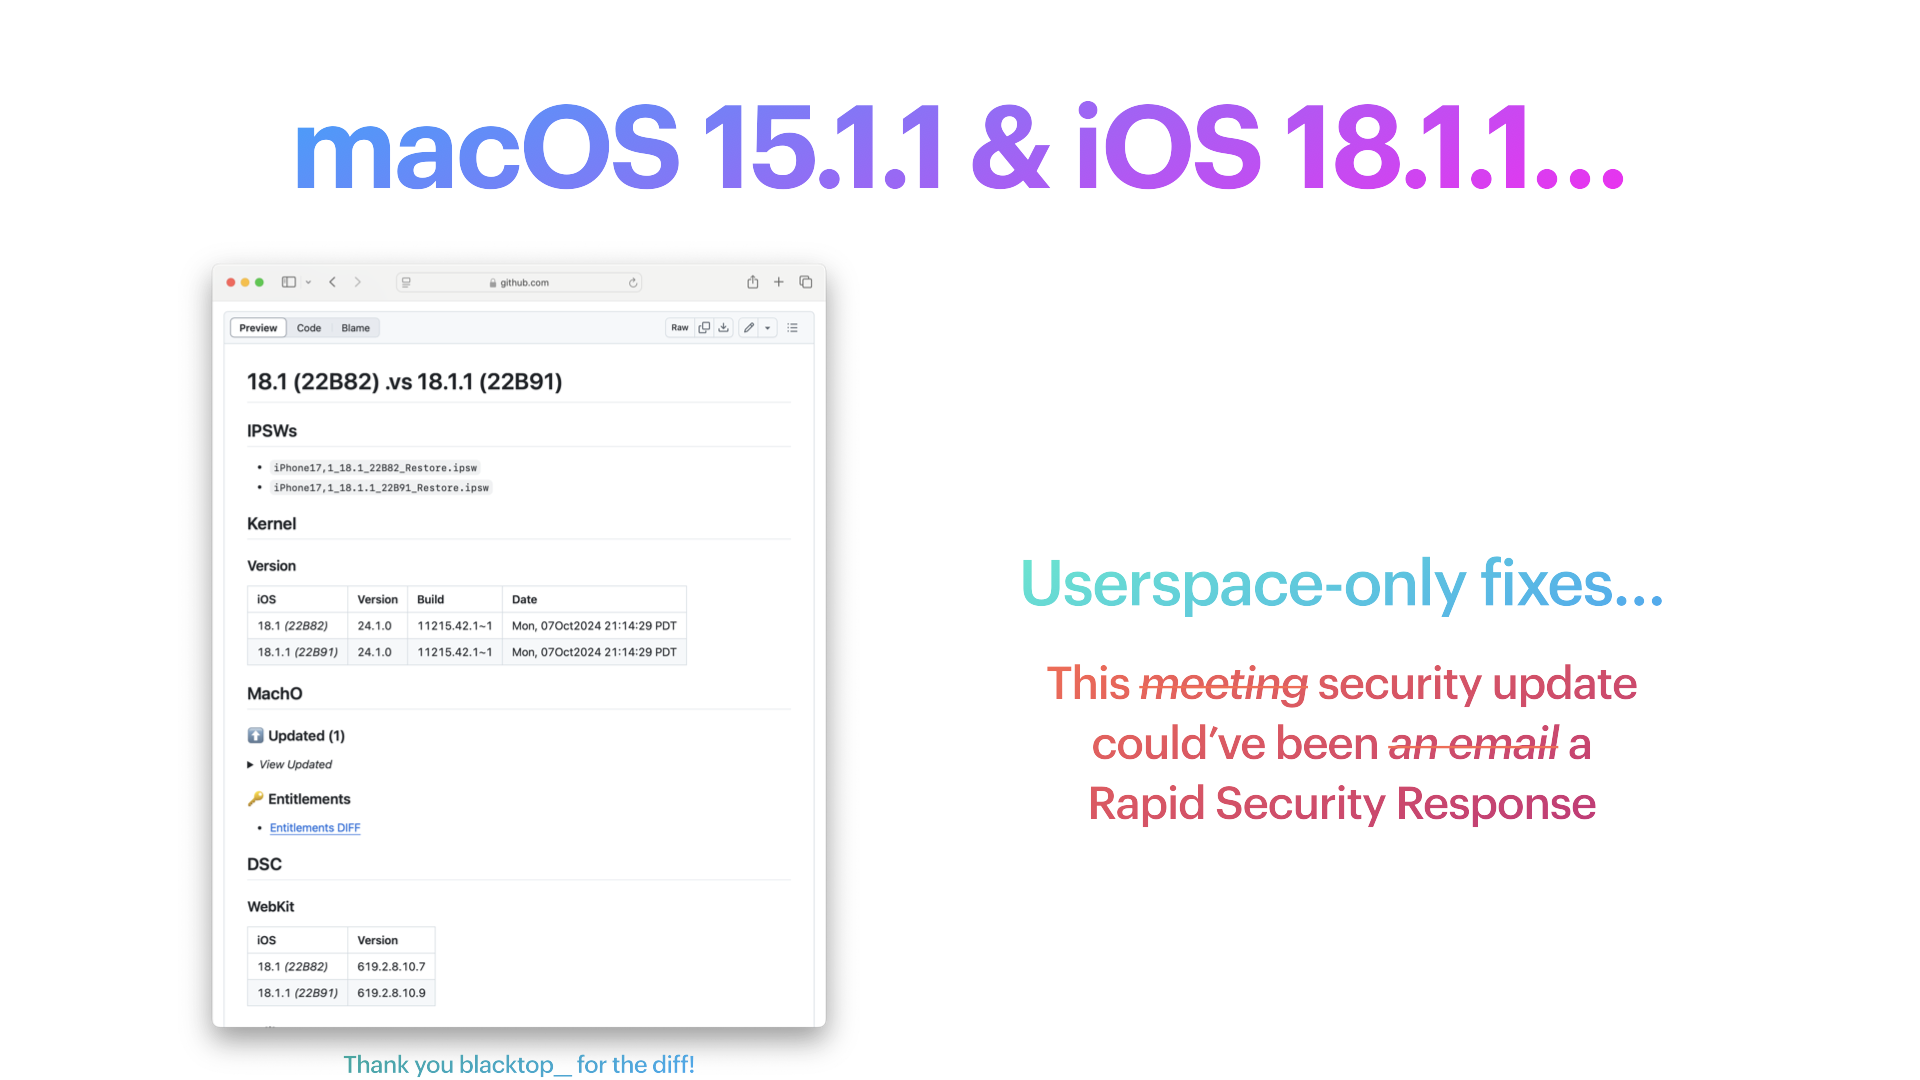 macOS 15.1.1 & iOS 18.1.1...
github.com
Preview Code Blame Raw
18.1 (22B82) .vs 18.1.1 (22B91)
IPSWs
• iPhone17,1_18.1_22B82_Restore.ipsw
• iPhone17,1_18.1.1_22B91_Restore.ipsw
Kernel
Version
iOS Version Build Date
18.1 (22B82) 24.1.0 11215.42.1~1 Mon, 07Oct2024 21:14:29 PDT
18.1.1 (22B91) 24.1.0 11215.42.1~1 Mon, 07Oct2024 21:14:29 PDT
MachO
⬆️ Updated (1)
▶ View Updated
🔑 Entitlements
• Entitlements DIFF
DSC
WebKit
iOS Version
18.1 (22B82) 619.2.8.10.7
18.1.1 (22B91) 619.2.8.10.9
Thank you blacktop__ for the diff!
Userspace-only fixes...
This meeting security update
could’ve been an email a
Rapid Security Response